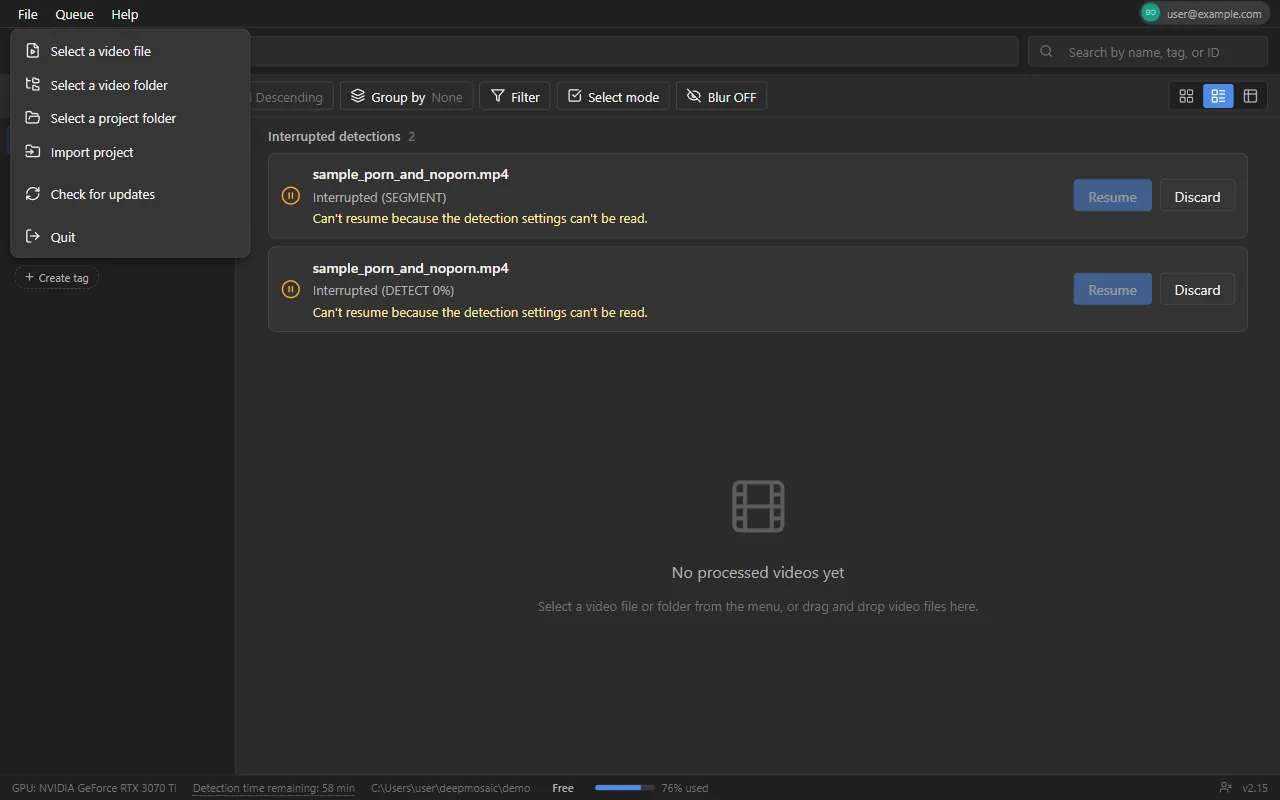 File Queue Help
BO user@example.com
Select a video file
Select a video folder
Select a project folder
Import project
Check for updates
Quit
Search by name, tag, or ID
Descending
Group by None
Filter
Select mode
Blur OFF
Create tag
Interrupted detections 2
sample_porn_and_noporn.mp4
Interrupted (SEGMENT)
Can't resume because the detection settings can't be read.
Resume Discard
sample_porn_and_noporn.mp4
Interrupted (DETECT 0%)
Can't resume because the detection settings can't be read.
Resume Discard
No processed videos yet
Select a video file or folder from the menu, or drag and drop video files here.
GPU: NVIDIA GeForce RTX 3070 Ti Detection time remaining: 58 min C:\Users\user\deepmosaic\demo Free 76% used v2.15